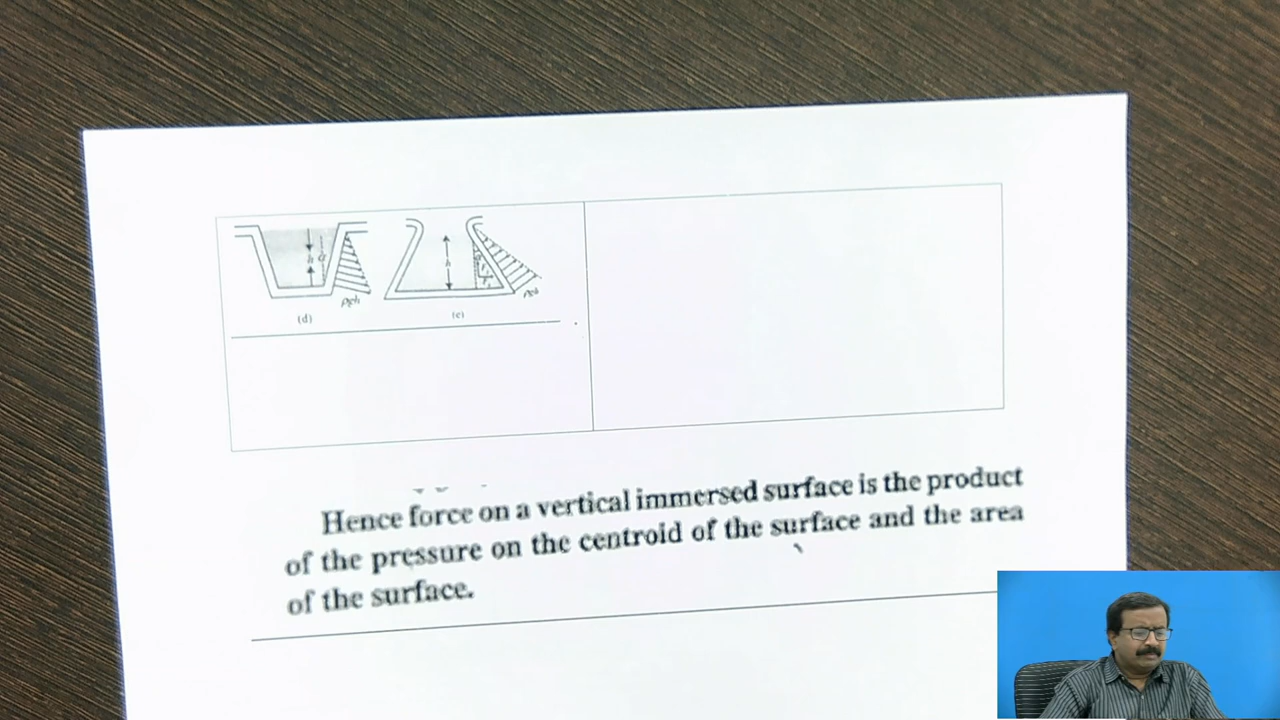 h
h
ρgh
(d)
Hence force on a vertical immersed surface is the product
of the pressure on the centroid of the surface and the area
of the surface.